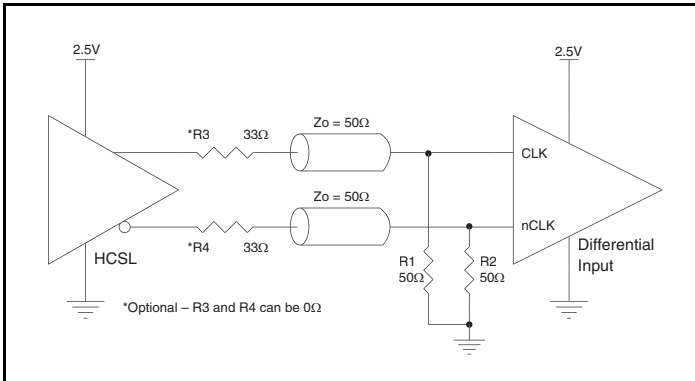 2.5V
2.5V
Zo = 50Ω
*R3 33Ω
CLK
Zo = 50Ω
nCLK
*R4 33Ω
HCSL
R1
50Ω
R2
50Ω
Differential
Input
*Optional – R3 and R4 can be 0Ω